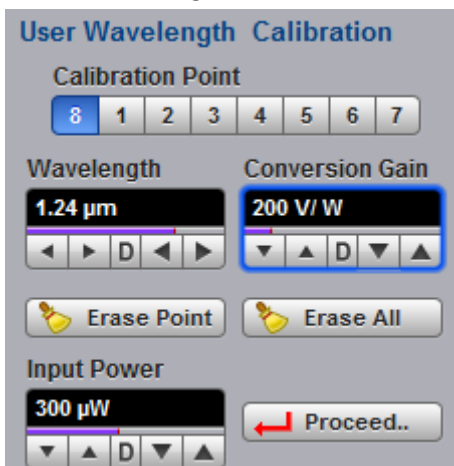 User Wavelength Calibration
Calibration Point
8 1 2 3 4 5 6 7
Wavelength Conversion Gain
1.24 µm 200 V/ W
D D
Erase Point Erase All
Input Power
300 µW
Proceed..
D